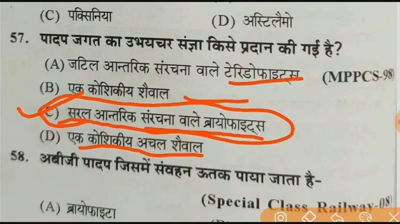 (C) पक्सिनिया (D) अस्टिलैमो
57. पादप जगत का उभयचर संज्ञा किसे प्रदान की गई है?
(A) जटिल आन्तरिक संरचना वाले टेरिडोफाइट्स (MPPCS-98)
(B) एक कोशिकीय शैवाल
(C) सरल आन्तरिक संरचना वाले ब्रायोफाइट्स
(D) एक कोशिकीय अचल शैवाल
58. अबीजी पादप जिसमें संवहन ऊतक पाया जाता है-
(Special Class Railway-08)
(A) ब्रायोफाइटा